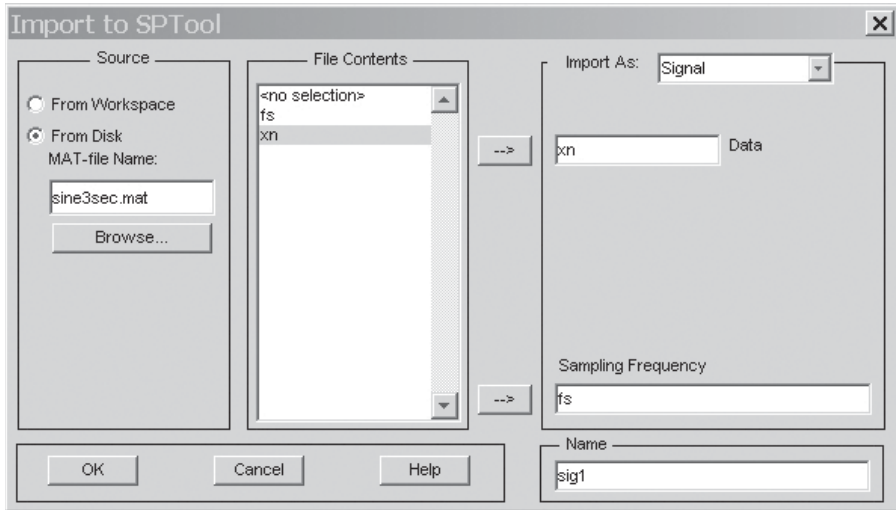 Import to SPTool
Source
From Workspace
From Disk
MAT-file Name:
sine3sec.mat
Browse...
File Contents
<no selection>
fs
xn
-->
-->
Import As:
Signal
xn
Data
Sampling Frequency
fs
OK
Cancel
Help
Name
sig1